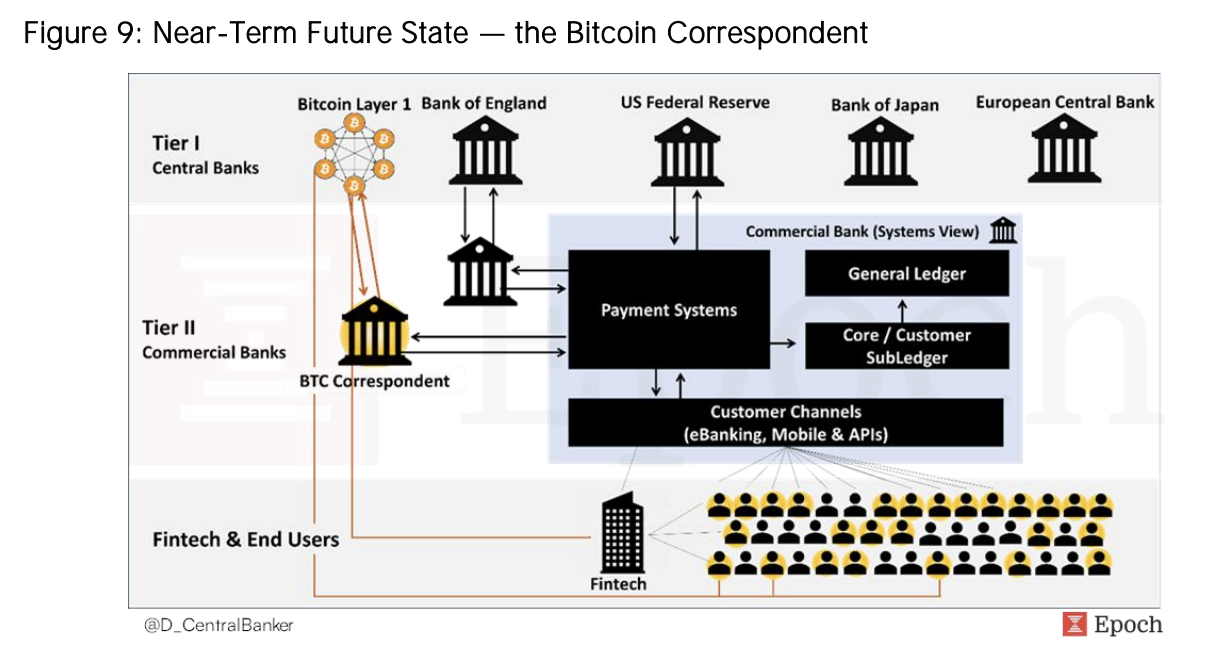 Figure 9: Near-Term Future State — the Bitcoin Correspondent
Bitcoin Layer 1
Bank of England
US Federal Reserve
Bank of Japan
European Central Bank
Tier I
Central Banks
Commercial Bank (Systems View)
General Ledger
Payment Systems
Core / Customer
SubLedger
Tier II
Commercial Banks
BTC Correspondent
Customer Channels
(eBanking, Mobile & APIs)
Fintech & End Users
Fintech
@D_CentralBanker
Epoch
Epoch